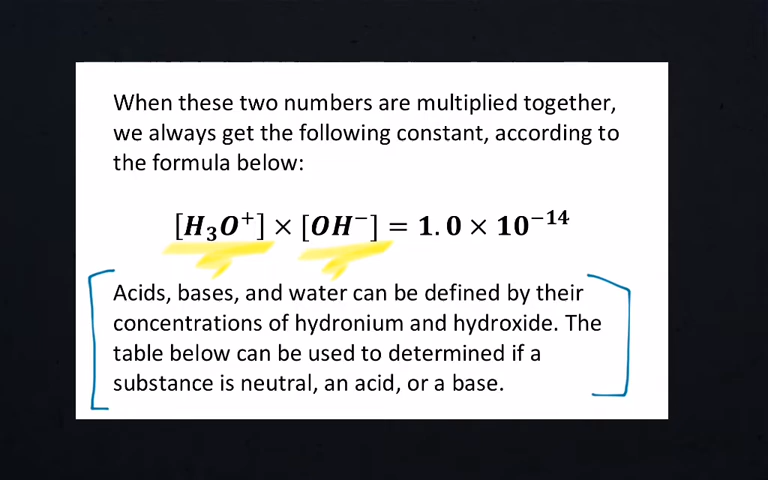 When these two numbers are multiplied together,
we always get the following constant, according to
the formula below:
[H₃O⁺] × [OH⁻] = 1.0 × 10⁻¹⁴
Acids, bases, and water can be defined by their
concentrations of hydronium and hydroxide. The
table below can be used to determined if a
substance is neutral, an acid, or a base.